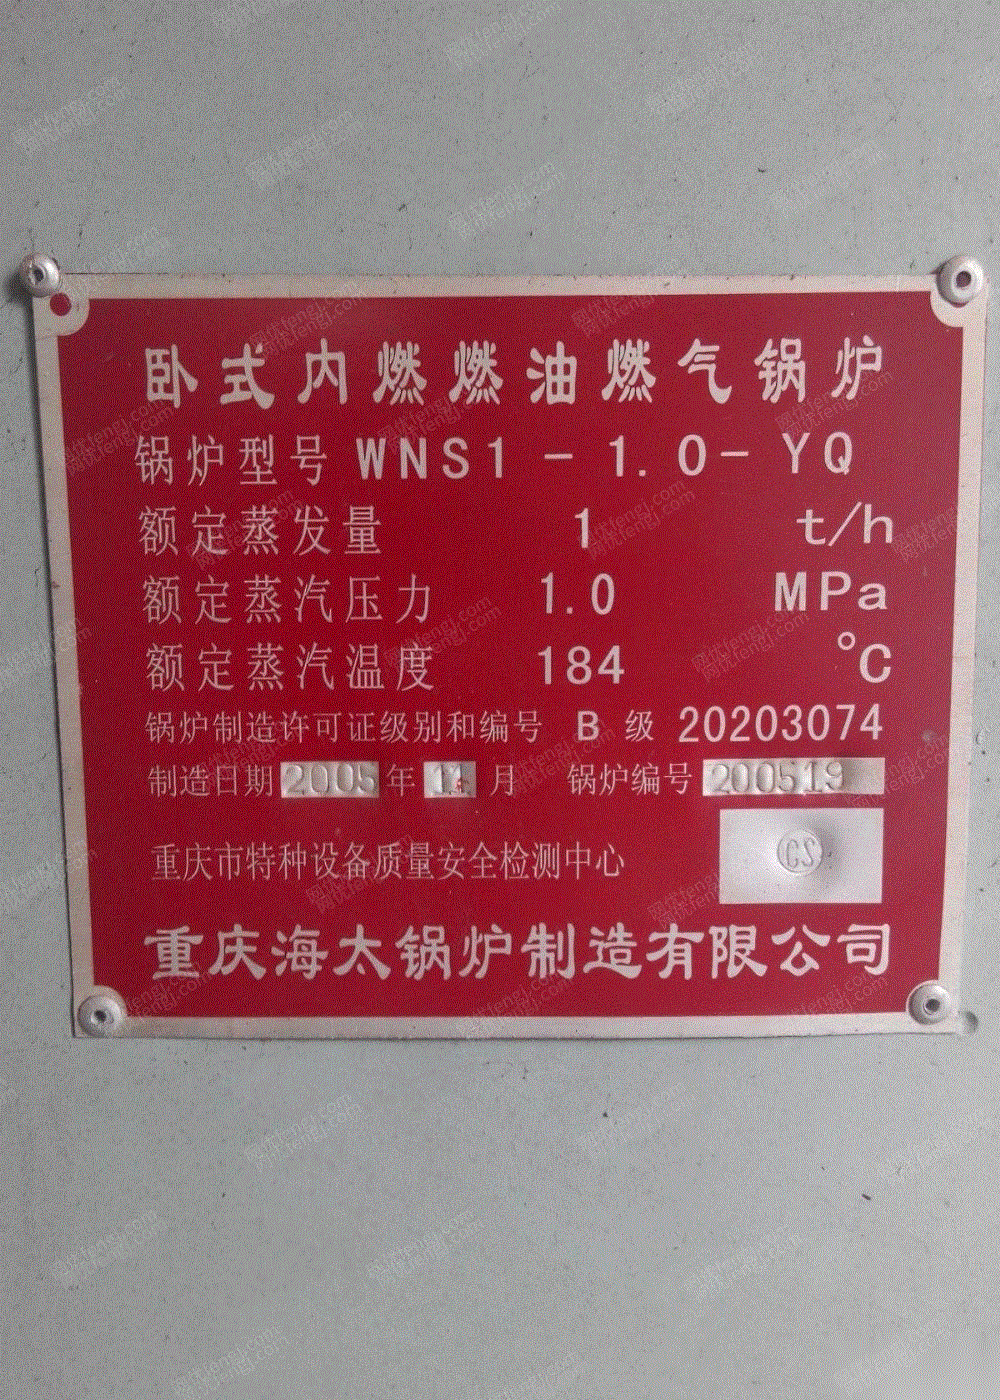 卧式内燃燃油燃气锅炉
锅炉型号 WNS1-1.0-YQ
额定蒸发量 1 t/h
额定蒸汽压力 1.0 MPa
额定蒸汽温度 184 ℃
锅炉制造许可证级别和编号 B 级 20203074
制造日期 2005 年 11 月 锅炉编号 200519
重庆市特种设备质量安全检测中心 CS
重庆海太锅炉制造有限公司